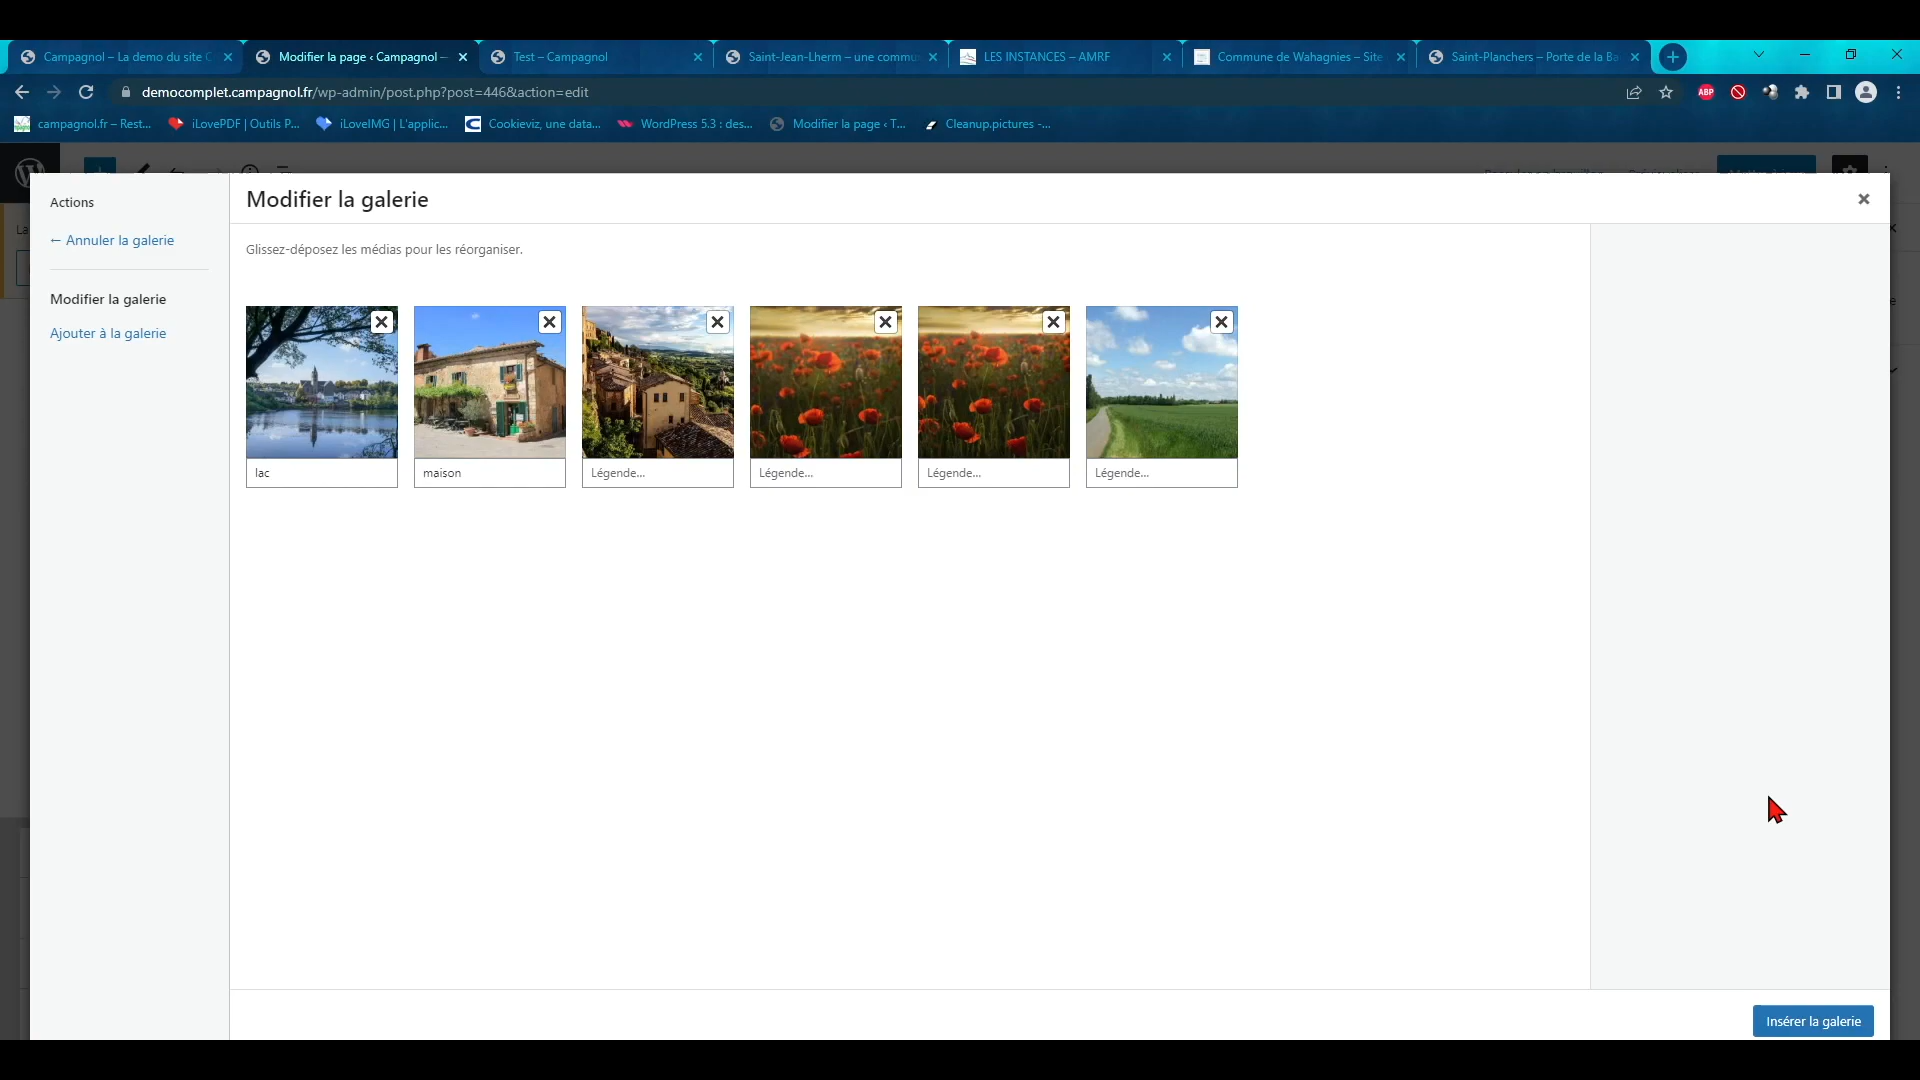 Campagnol – La demo du site C
Modifier la page ‹ Campagnol –
Test – Campagnol
Saint-Jean-Lherm – une commu
LES INSTANCES – AMRF
Commune de Wahagnies – Site
Saint-Planchers – Porte de la Ba
democomplet.campagnol.fr/wp-admin/post.php?post=446&action=edit
ABP
campagnol.fr – Rest...
iLovePDF | Outils P...
iLoveIMG | L'applic...
Cookieviz, une data...
WordPress 5.3 : des...
Modifier la page ‹ T...
Cleanup.pictures -...
La
Actions
← Annuler la galerie
Modifier la galerie
Ajouter à la galerie
Modifier la galerie
Glissez-déposez les médias pour les réorganiser.
lac
maison
Légende...
Légende...
Légende...
Légende...
Insérer la galerie